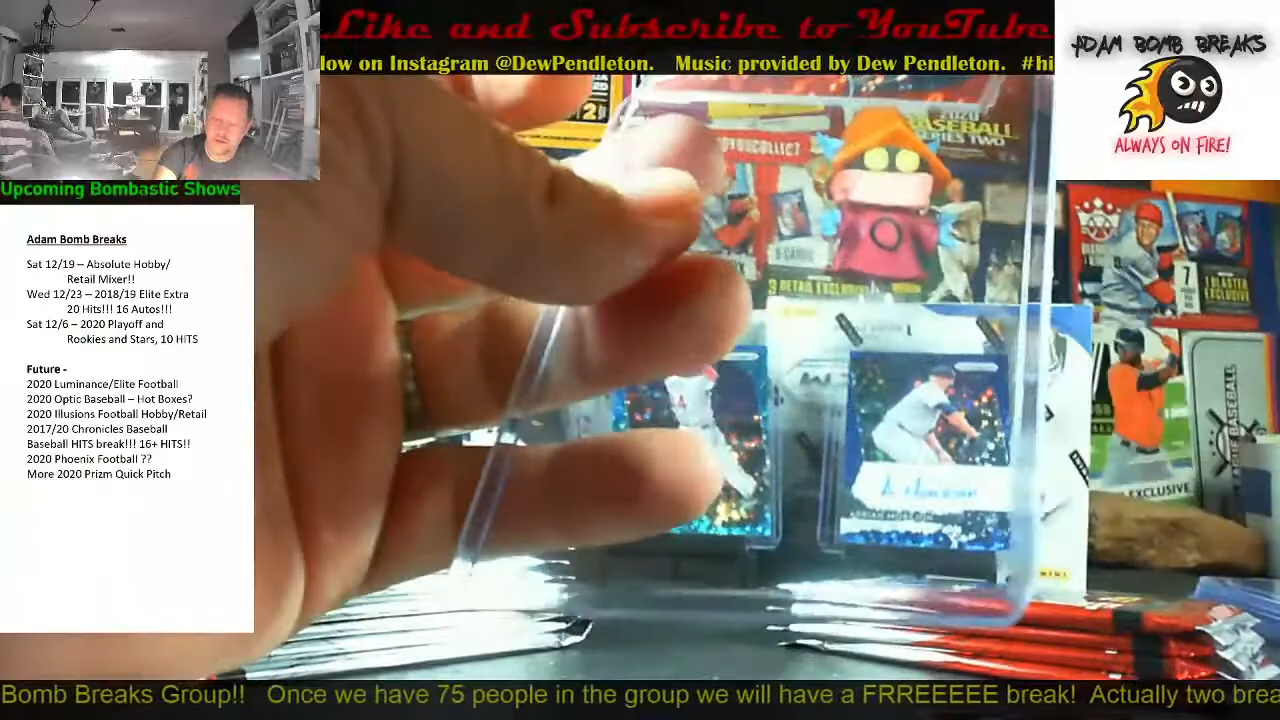 Like and Subscribe to YouTube
low on Instagram @DewPendleton. Music provided by Dew Pendleton. #hi
ADAM BOMB BREAKS
ALWAYS ON FIRE!
Upcoming Bombastic Shows
Adam Bomb Breaks
Sat 12/19 – Absolute Hobby/
Retail Mixer!!
Wed 12/23 – 2018/19 Elite Extra
20 Hits!!! 16 Autos!!!
Sat 12/6 – 2020 Playoff and
Rookies and Stars, 10 HITS
Future -
2020 Luminance/Elite Football
2020 Optic Baseball – Hot Boxes?
2020 Illusions Football Hobby/Retail
2017/20 Chronicles Baseball
Baseball HITS break!!! 16+ HITS!!
2020 Phoenix Football ??
More 2020 Prizm Quick Pitch
2020
BASEBALL
SERIES TWO
3 RETAIL EXCLUSIVE
7
1 BLASTER
EXCLUSIVE
BASEBALL
EXCLUSIVE
PANINI
Bomb Breaks Group!! Once we have 75 people in the group we will have a FRREEEEE break! Actually two brea